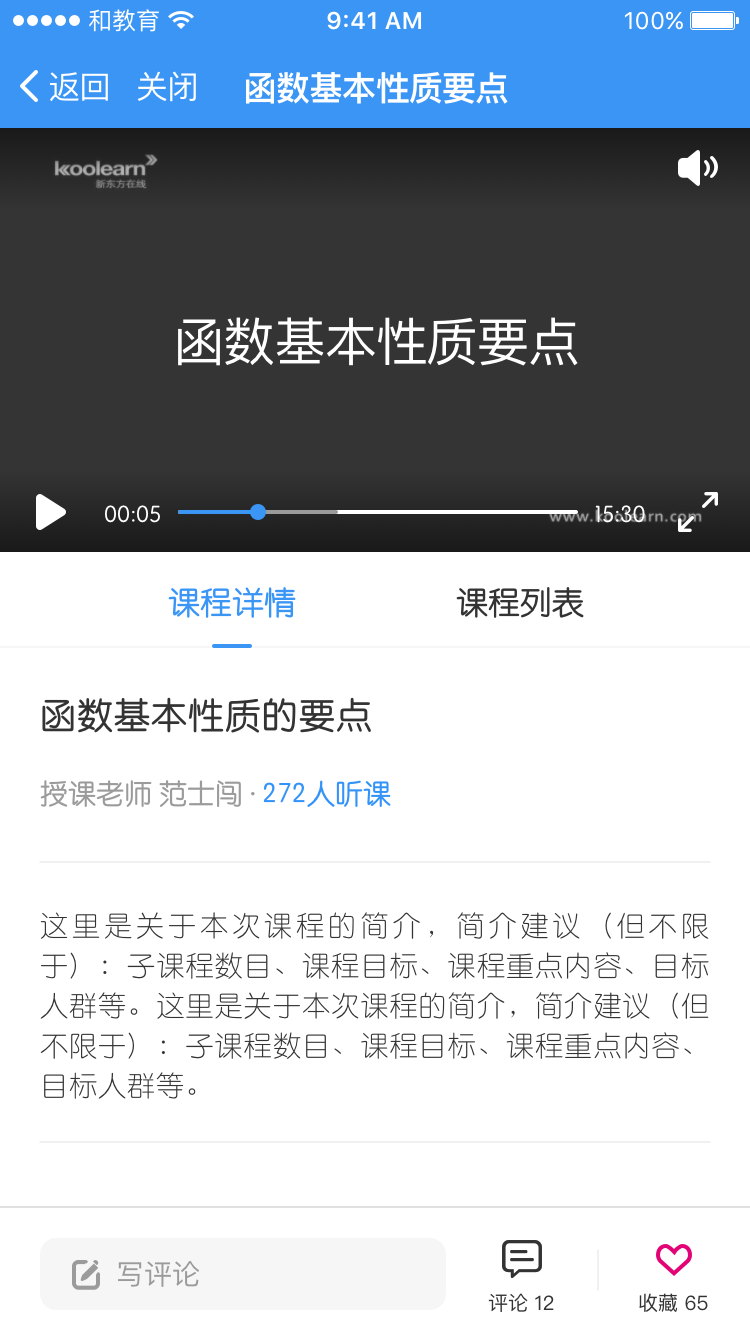 和教育 9:41 AM 100%
返回 关闭 函数基本性质要点
koolearn
新东方在线
函数基本性质要点
00:05 15:30
www.koolearn.com
课程详情 课程列表
函数基本性质的要点
授课老师 范士闯 · 272人听课
这里是关于本次课程的简介，简介建议（但不限
于）：子课程数目、课程目标、课程重点内容、目标
人群等。这里是关于本次课程的简介，简介建议（但
不限于）：子课程数目、课程目标、课程重点内容、
目标人群等。
写评论
评论 12 收藏 65